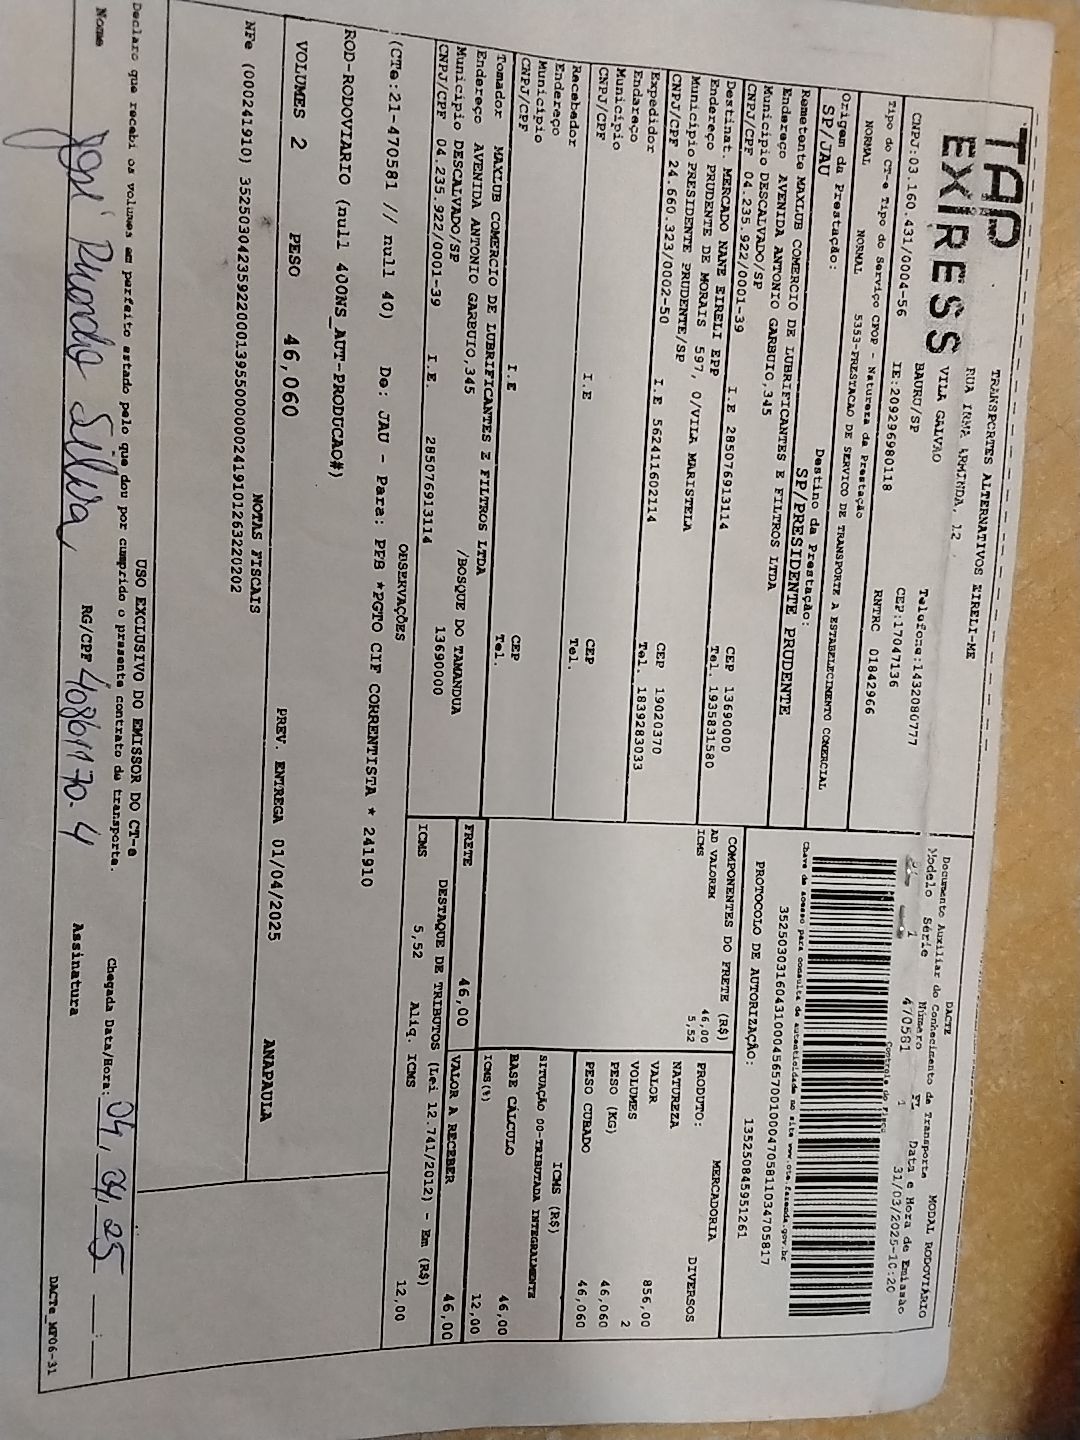 TAP
EXPRESS
TRANSPORTES ALTERNATIVOS EIRELI-ME
RUA IRMA ARMINDA, 12
VILA GALVAO
BAURU/SP
Telefone:1432080777
CEP:17047136
CNPJ:03.160.431/0004-56 IE:209296980118 RNTRC 01842966
Tipo do CT-e Tipo do Serviço CFOP - Natureza da Prestação
NORMAL NORMAL 5353-PRESTACAO DE SERVICO DE TRANSPORTE A ESTABELECIMENTO COMERCIAL
Origem da Prestação: Destino da Prestação:
SP/JAU SP/PRESIDENTE PRUDENTE
Remetente MAXLUB COMERCIO DE LUBRIFICANTES E FILTROS LTDA
Endereço AVENIDA ANTONIO GARBUIO,345
Município DESCALVADO/SP CEP 13690000
CNPJ/CPF 04.235.922/0001-39 I.E 285076913114 Tel. 1935831580
Destinat. MERCADO NANE EIRELI EPP
Endereço PRUDENTE DE MORAIS 597, 0/VILA MARISTELA
Município PRESIDENTE PRUDENTE/SP CEP 19020370
CNPJ/CPF 24.660.323/0002-50 I.E 562411602114 Tel. 1839283033
Expedidor
Endereço
Município CEP
CNPJ/CPF I.E Tel.
Recebedor
Endereço
Município CEP
CNPJ/CPF I.E Tel.
Tomador MAXLUB COMERCIO DE LUBRIFICANTES E FILTROS LTDA
Endereço AVENIDA ANTONIO GARBUIO,345 /BOSQUE DO TAMANDUA
Município DESCALVADO/SP 13690000
CNPJ/CPF 04.235.922/0001-39 I.E. 285076913114
DACTE MODAL RODOVIARIO
Documento Auxiliar do Conhecimento de Transporte
Modelo Série Número FL Data e Hora de Emissão
1 470581 1 31/03/2025-10:20
Controle do Fisco
Chave de acesso para consulta de autenticidade no site www.cte.fazenda.gov.br
35250303160431000456570010004705811034705817
PROTOCOLO DE AUTORIZAÇÃO: 135250845951261
COMPONENTES DO FRETE (R$)
AD VALOREM 46,00
ICMS 5,52
FRETE 46,00
PRODUTO: MERCADORIA
NATUREZA DIVERSOS
VALOR 856,00
VOLUMES 2
PESO (KG) 46,060
PESO CUBADO 46,060
ICMS (R$)
SITUAÇÃO 00-TRIBUTADA INTEGRALMENTE
BASE CÁLCULO 46,00
ICMS(%) 12,00
VALOR A RECEBER 46,00
DESTAQUE DE TRIBUTOS (Lei 12.741/2012) - Em (R$)
ICMS 5,52 Aliq. ICMS 12,00
OBSERVAÇÕES
(CTe:21-470581 // null 40) De: JAU - Para: PPB *PGTO CIF CORRENTISTA * 241910
ROD-RODOVIARIO (null 400NS_AUT-PRODUCAO#)
VOLUMES 2 PESO 46,060 PREV. ENTREGA 01/04/2025 ANAPAULA
NOTAS FISCAIS
NFe (000241910) 35250304235922000139550000002419101263220202
USO EXCLUSIVO DO EMISSOR DO CT-e
Declaro que recebi os volumes em perfeito estado pelo que dou por cumprido o presente contrato de transporte.
Chegada Data/Hora: 04, 04, 25 __:__
Nome José Silva RG/CPF Assinatura
DACTe_MF06-31